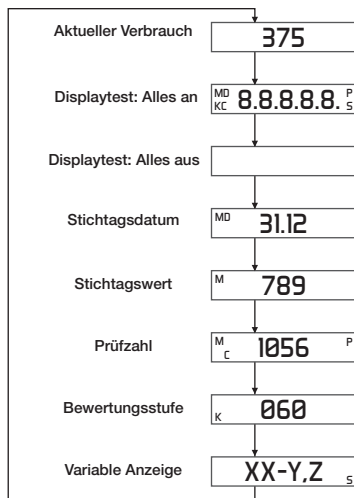 Aktueller Verbrauch 375
Displaytest: Alles an MD KC 8.8.8.8.8. P S
Displaytest: Alles aus
Stichtagsdatum MD 31.12
Stichtagswert M 789
Prüfzahl M C 1056 P
Bewertungsstufe K 060
Variable Anzeige XX-Y,Z S